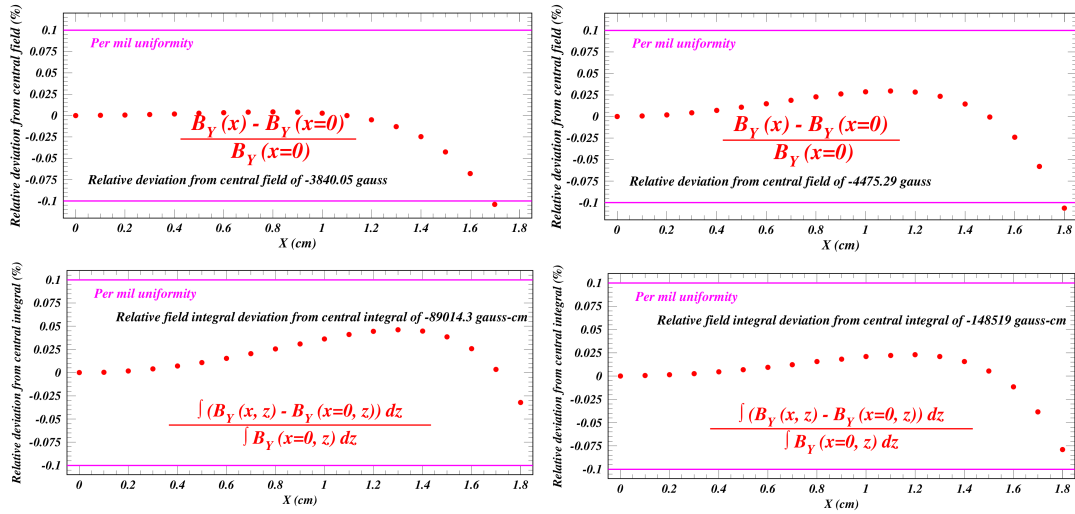 Relative deviation from central field (%)
0.1
0.075
0.05
0.025
0
-0.025
-0.05
-0.075
-0.1
Per mil uniformity
B_Y (x) - B_Y (x=0)
B_Y (x=0)
Relative deviation from central field of -3840.05 gauss
0 0.2 0.4 0.6 0.8 1 1.2 1.4 1.6 1.8
X (cm)
Relative deviation from central field (%)
0.1
0.075
0.05
0.025
0
-0.025
-0.05
-0.075
-0.1
Per mil uniformity
B_Y (x) - B_Y (x=0)
B_Y (x=0)
Relative deviation from central field of -4475.29 gauss
0 0.2 0.4 0.6 0.8 1 1.2 1.4 1.6 1.8
X (cm)
Relative deviation from central integral (%)
0.1
0.075
0.05
0.025
0
-0.025
-0.05
-0.075
-0.1
Per mil uniformity
Relative field integral deviation from central integral of -89014.3 gauss-cm
∫ (B_Y (x, z) - B_Y (x=0, z)) dz
∫ B_Y (x=0, z) dz
0 0.2 0.4 0.6 0.8 1 1.2 1.4 1.6 1.8
X (cm)
Relative deviation from central integral (%)
0.1
0.075
0.05
0.025
0
-0.025
-0.05
-0.075
-0.1
Per mil uniformity
Relative field integral deviation from central integral of -148519 gauss-cm
∫ (B_Y (x, z) - B_Y (x=0, z)) dz
∫ B_Y (x=0, z) dz
0 0.2 0.4 0.6 0.8 1 1.2 1.4 1.6 1.8
X (cm)